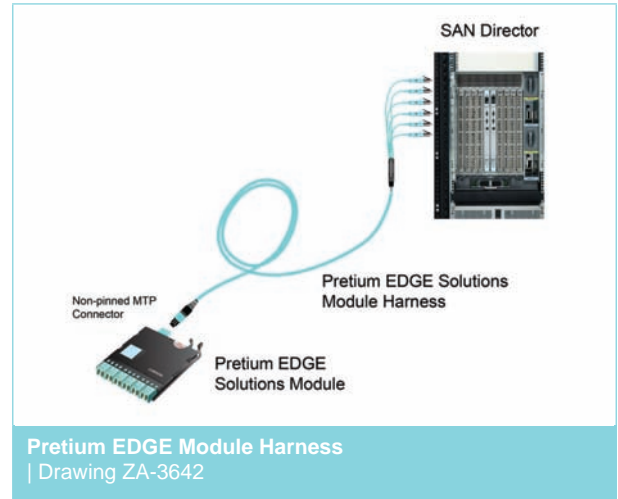 SAN Director
Pretium EDGE Solutions
Module Harness
Non-pinned MTP
Connector
Pretium EDGE
Solutions Module
Pretium EDGE Module Harness
| Drawing ZA-3642